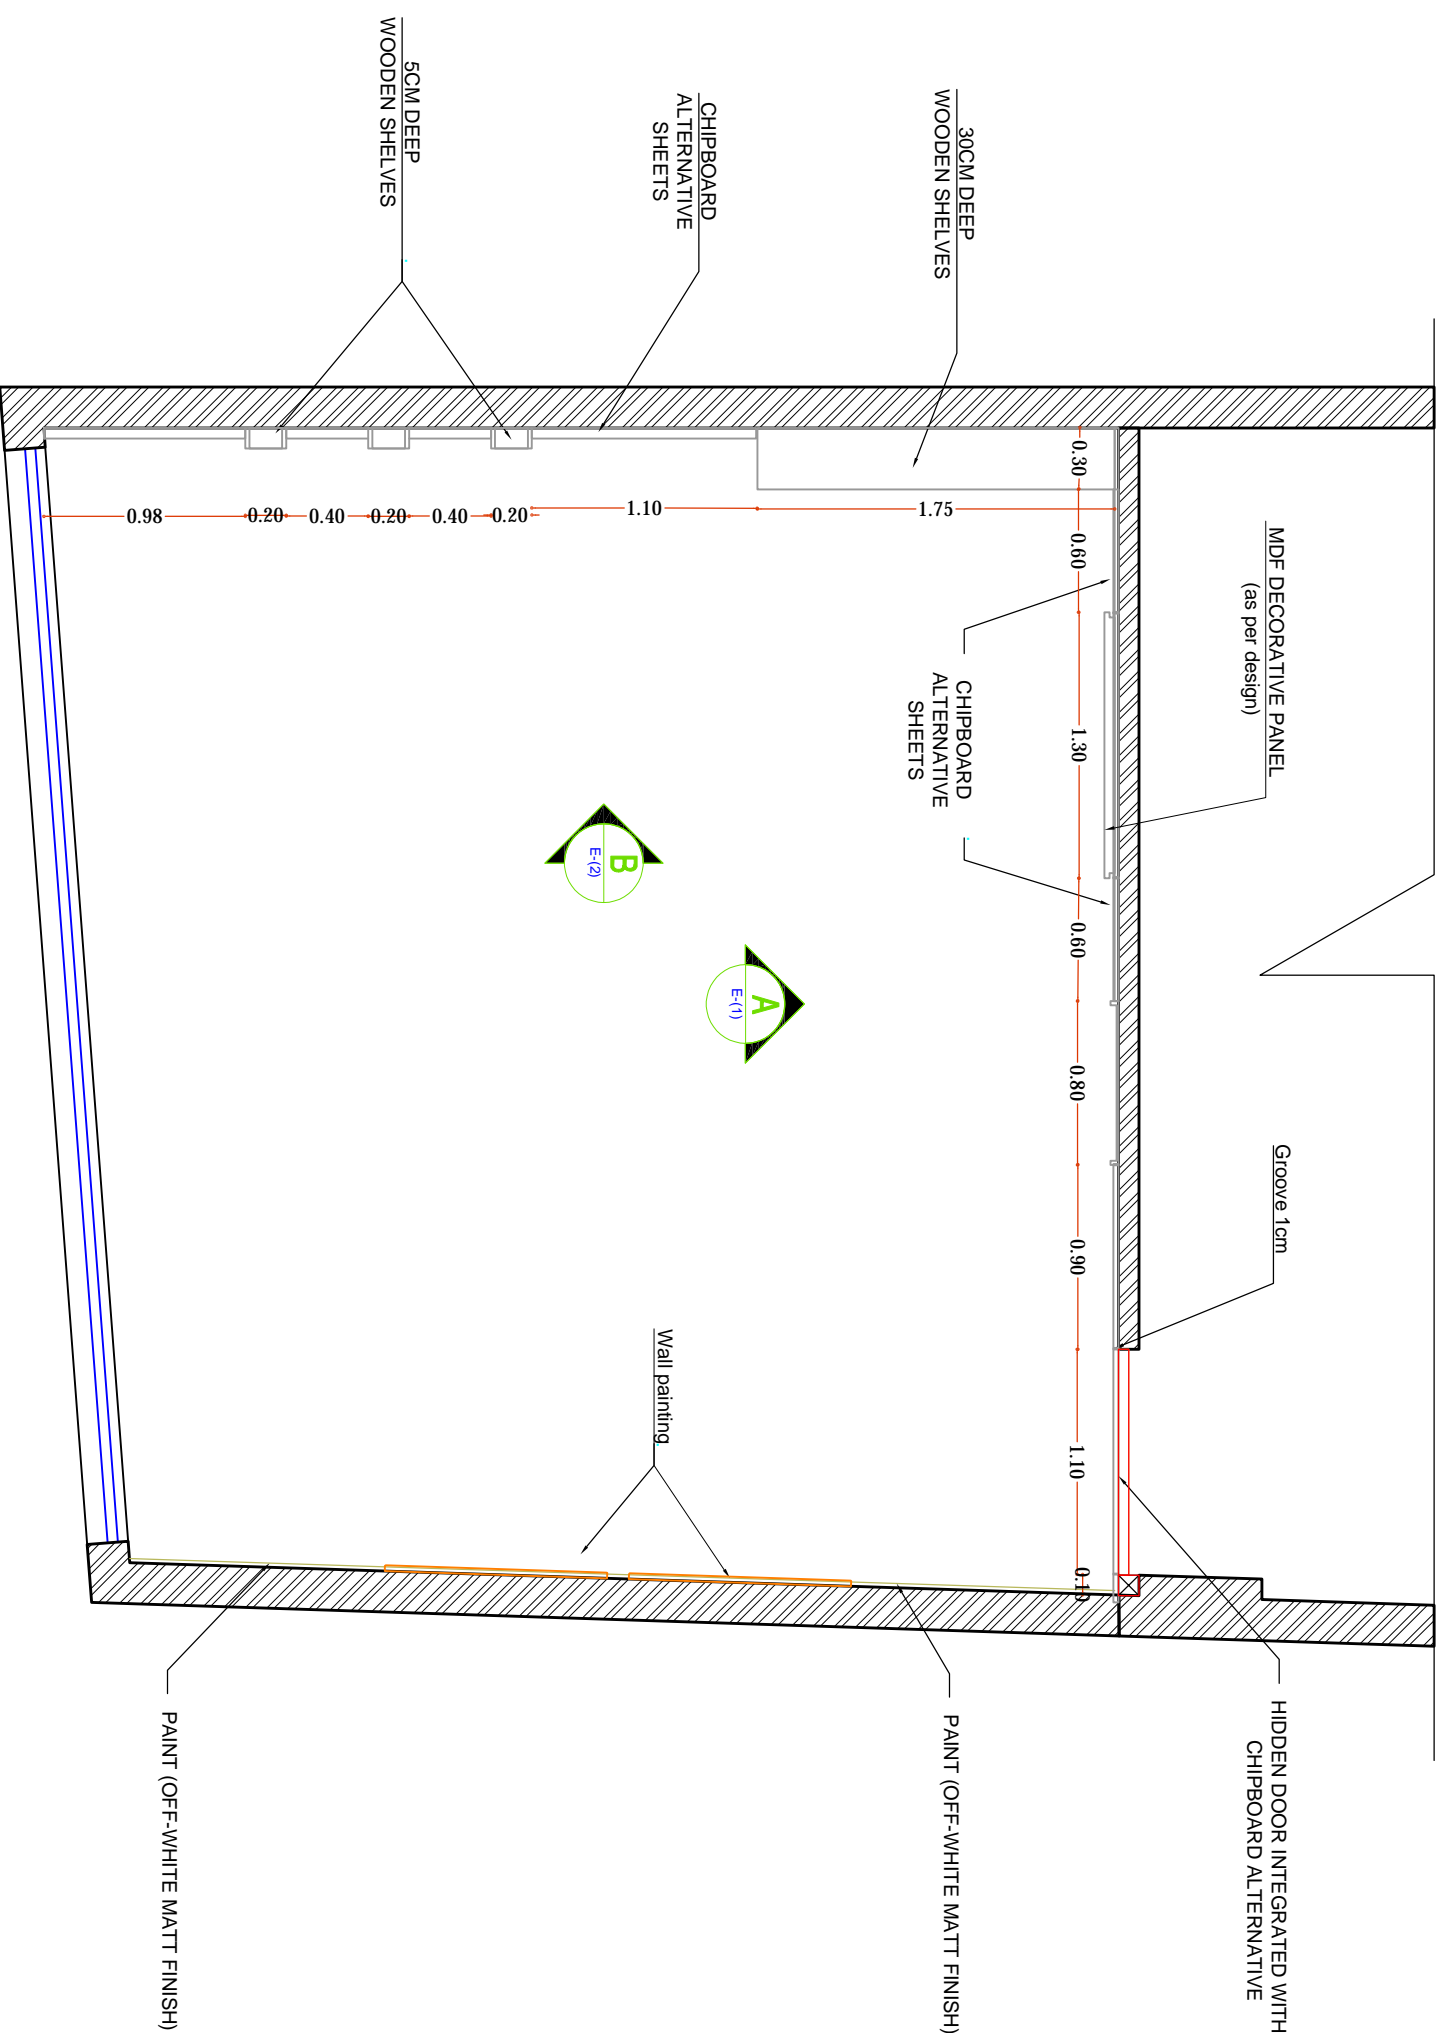 HIDDEN DOOR INTEGRATED WITH
CHIPBOARD ALTERNATIVE
Groove 1cm
MDF DECORATIVE PANEL
(as per design)
0.30
0.60
1.30
0.60
0.80
0.90
1.10
0.10
30CM DEEP
WOODEN SHELVES
CHIPBOARD
ALTERNATIVE
SHEETS
PAINT (OFF-WHITE MATT FINISH)
1.75
A
E-(1)
CHIPBOARD
ALTERNATIVE
SHEETS
Wall painting
1.10
B
E-(2)
5CM DEEP
WOODEN SHELVES
0.20
0.40
0.20
0.40
0.20
0.98
PAINT (OFF-WHITE MATT FINISH)